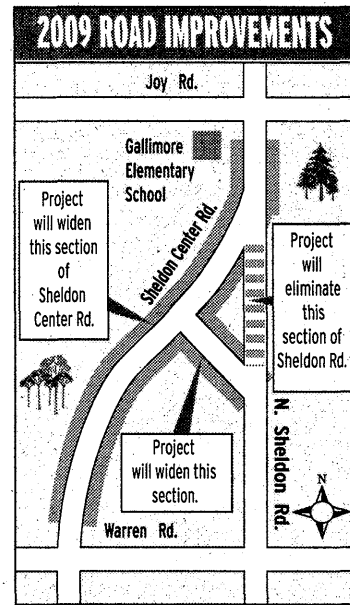 2009 ROAD IMPROVEMENTS
Joy Rd.
Gallimore
Elementary
School
Sheldon Center Rd.
Project
will widen
this section
of
Sheldon
Center Rd.
Project
will
eliminate
this
section of
Sheldon Rd.
Project
will widen this
section.
N. Sheldon Rd.
N
Warren Rd.